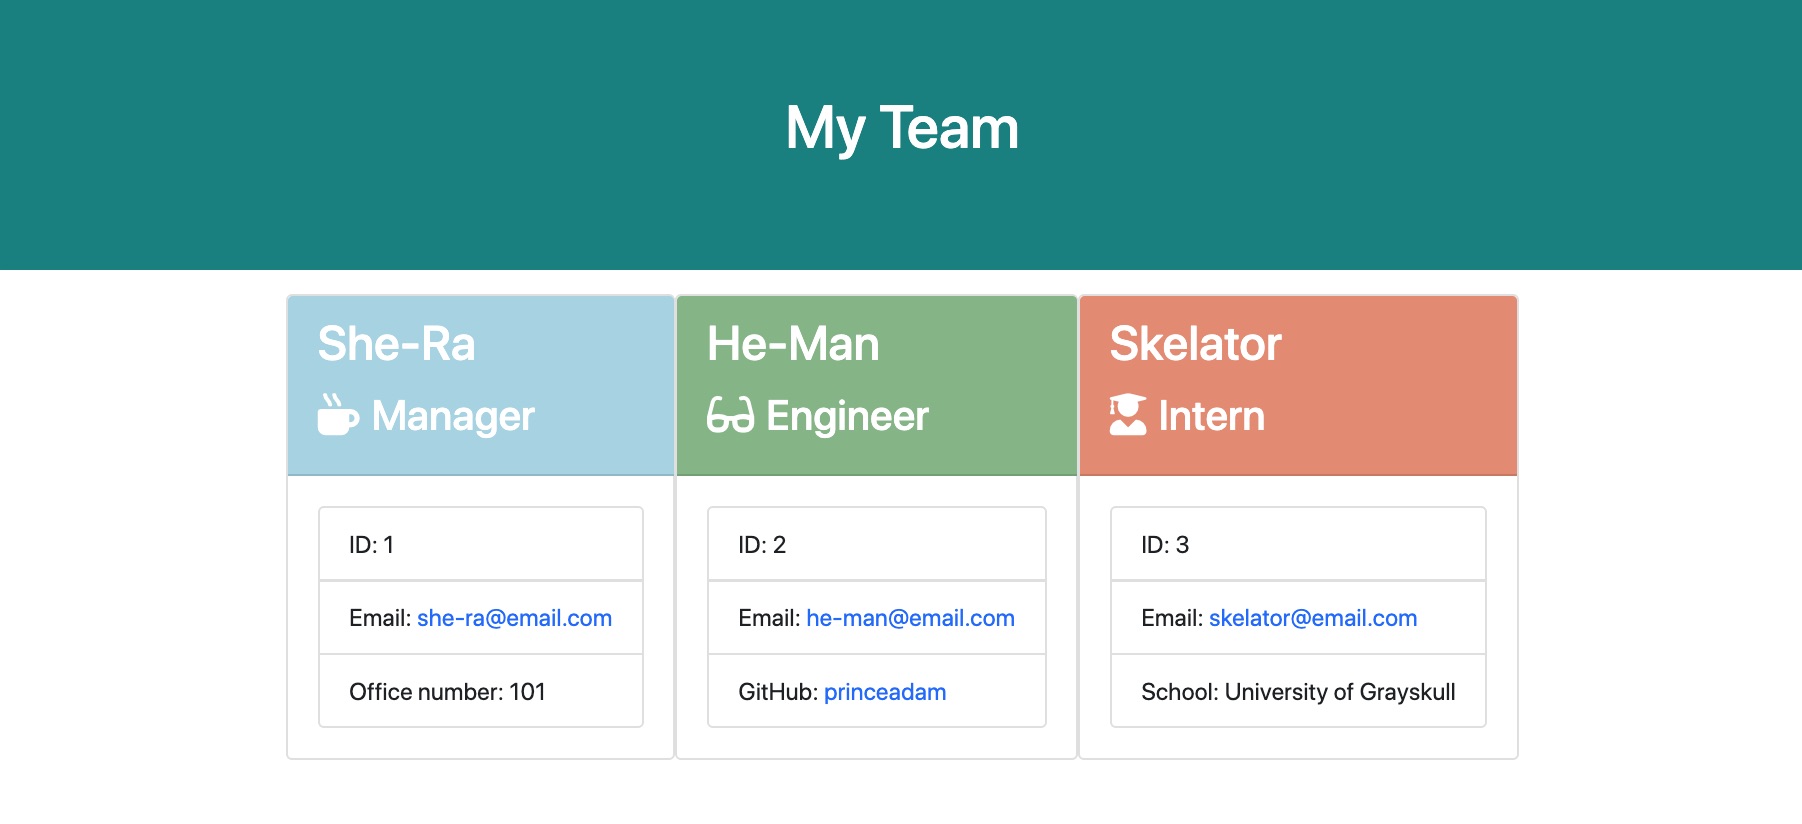 My Team
She-Ra
Manager
ID: 1
Email: she-ra@email.com
Office number: 101
He-Man
Engineer
ID: 2
Email: he-man@email.com
GitHub: princeadam
Skelator
Intern
ID: 3
Email: skelator@email.com
School: University of Grayskull